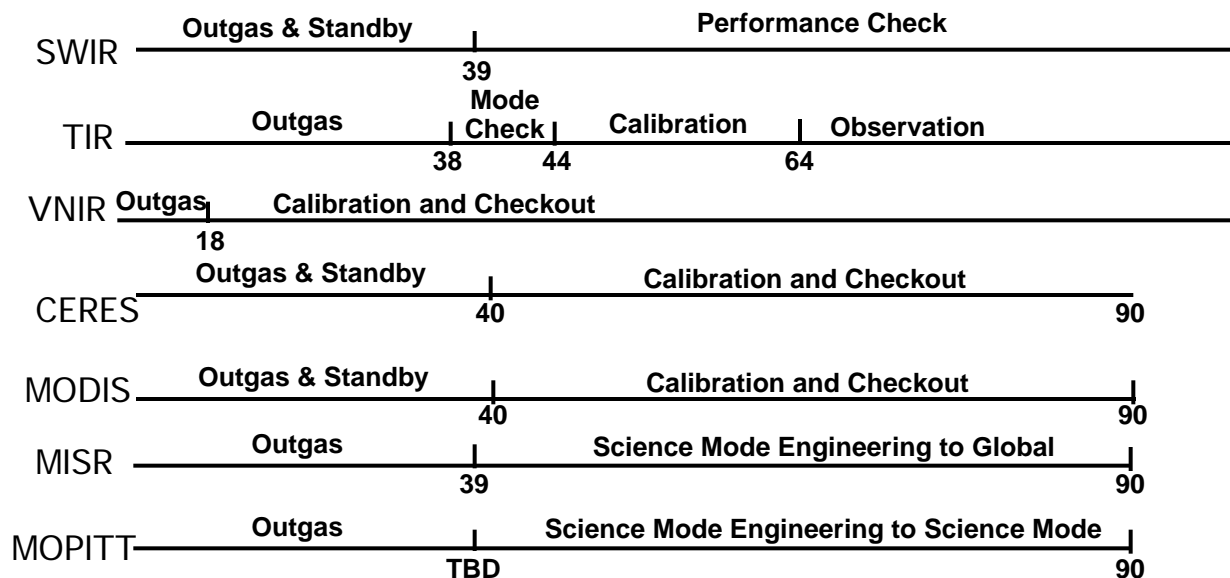 SWIR
Outgas & Standby
Performance Check
39
TIR
Outgas
Mode
Check
Calibration
Observation
38
44
64
VNIR
Outgas
Calibration and Checkout
18
CERES
Outgas & Standby
Calibration and Checkout
40
90
MODIS
Outgas & Standby
Calibration and Checkout
40
90
MISR
Outgas
Science Mode Engineering to Global
39
90
MOPITT
Outgas
Science Mode Engineering to Science Mode
TBD
90